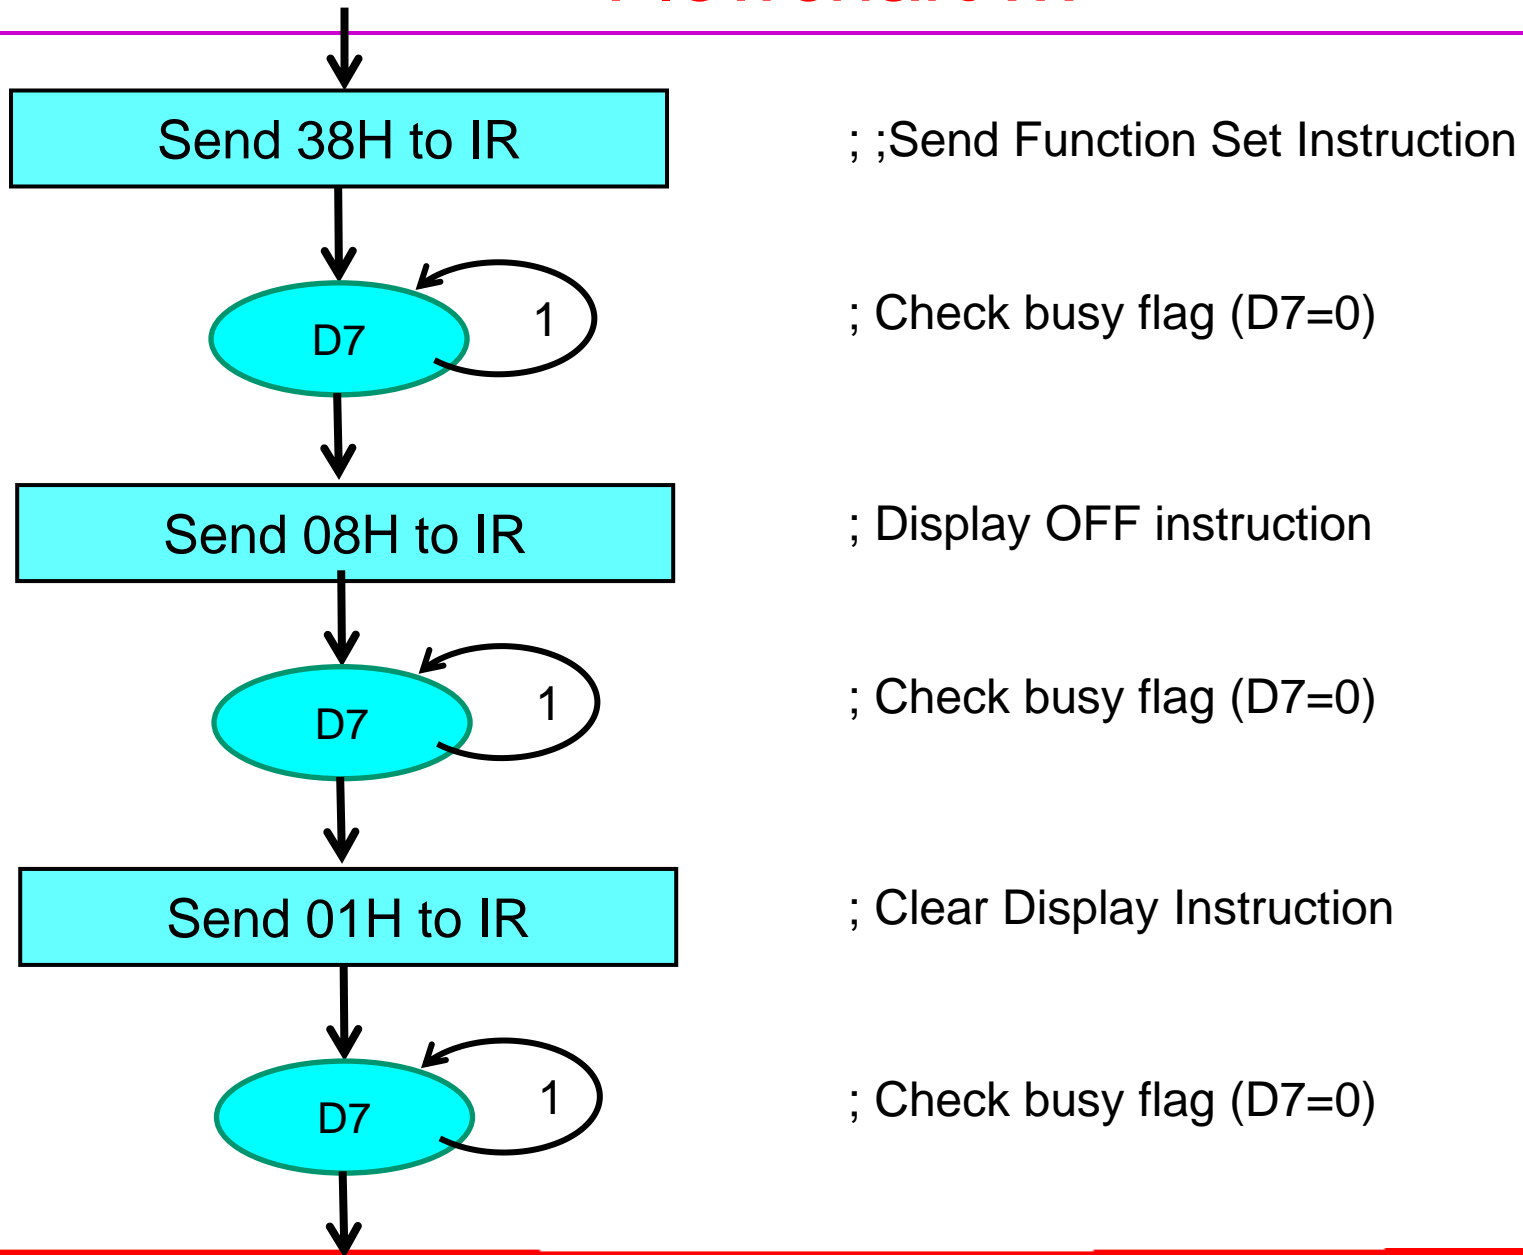 Send 38H to IR
; ;Send Function Set Instruction
D7
1
; Check busy flag (D7=0)
Send 08H to IR
; Display OFF instruction
D7
1
; Check busy flag (D7=0)
Send 01H to IR
; Clear Display Instruction
D7
1
; Check busy flag (D7=0)